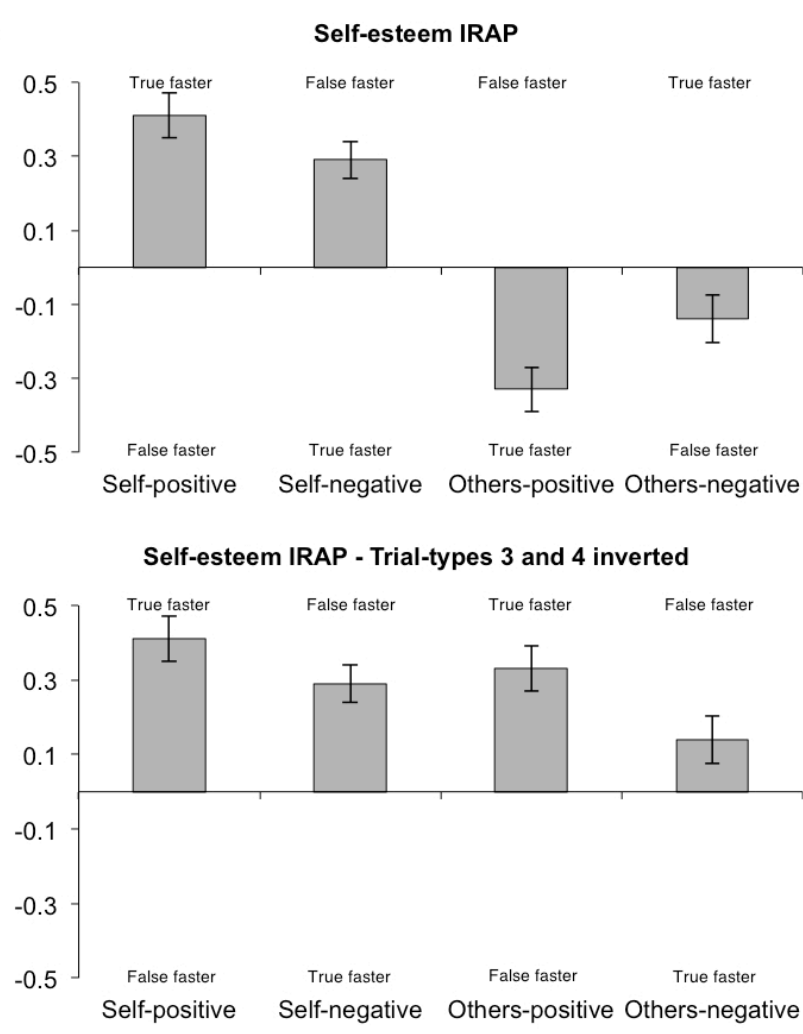 Self-esteem IRAP
0.5
True faster
False faster
False faster
True faster
0.3
0.1
-0.1
-0.3
-0.5
False faster
True faster
True faster
False faster
Self-positive
Self-negative
Others-positive
Others-negative
Self-esteem IRAP - Trial-types 3 and 4 inverted
0.5
True faster
False faster
True faster
False faster
0.3
0.1
-0.1
-0.3
-0.5
False faster
True faster
False faster
True faster
Self-positive
Self-negative
Others-positive
Others-negative